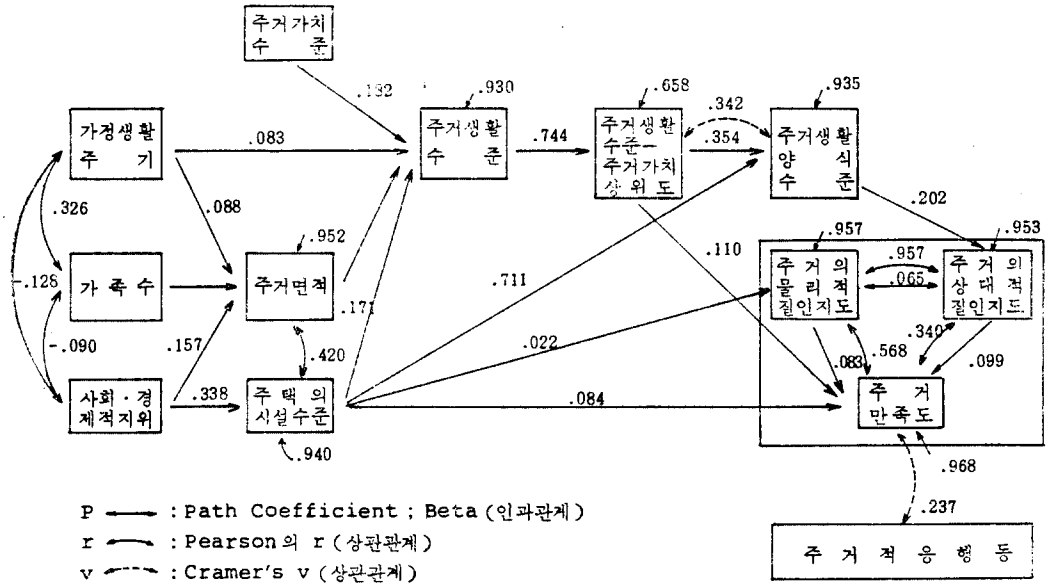 주거가치
수 준
.930
.658
.935
.342
가정생활
주 기
.083
주거생활
수 준
.744
주거생활
수준—
주거가치
상 위 도
.354
주거생활
양 식
수 준
.326
.088
.202
.952
.957
.953
-.128
가 족 수
주거면적
.171
.711
.110
주 거 의
물 리 적
질인지도
.957
.065
주 거 의
상 대 적
질인지도
-.090
.157
.420
.022
.083
.568
.340
.099
사회·경
제적지위
.338
주 택 의
시설수준
.084
주 거
만족도
.940
.968
.237
P : Path Coefficient ; Beta (인과관계)
r : Pearson의 r (상관관계)
v : Cramer's v (상관관계)
주 거 적 응 행 동